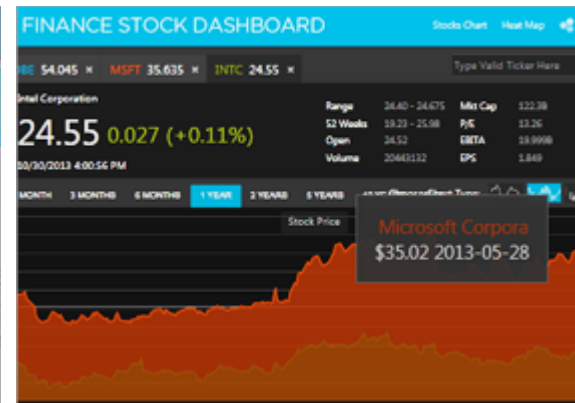 FINANCE STOCK DASHBOARD Stocks Chart Heat Map
54.045 × MSFT 35.635 × INTC 24.55 × Type Valid Ticker Here
Intel Corporation
24.55 0.027 (+0.11%)
10/30/2013 4:00:56 PM
Range 24.40 - 24.675 Mkt Cap 122.3B
52 Weeks 19.23 - 25.98 P/E 13.26
Open 24.52 EBITA 19.999B
Volume 20443132 EPS 1.849
MONTH 3 MONTHS 6 MONTHS 1 YEAR 2 YEARS 5 YEARS Type:
Stock Price
Microsoft Corpora
$35.02 2013-05-28